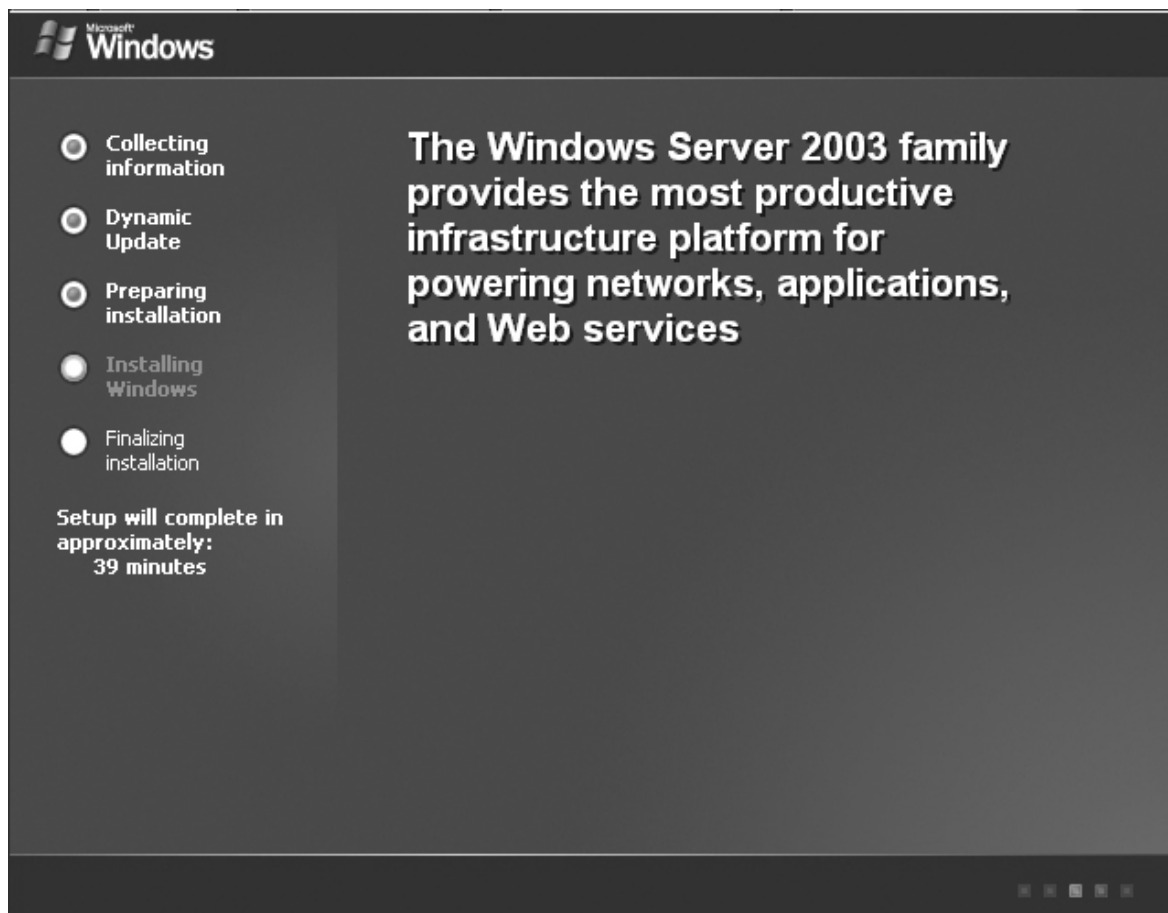 Microsoft
Windows
Collecting
information
Dynamic
Update
Preparing
installation
Installing
Windows
Finalizing
installation
Setup will complete in
approximately:
39 minutes
The Windows Server 2003 family
provides the most productive
infrastructure platform for
powering networks, applications,
and Web services